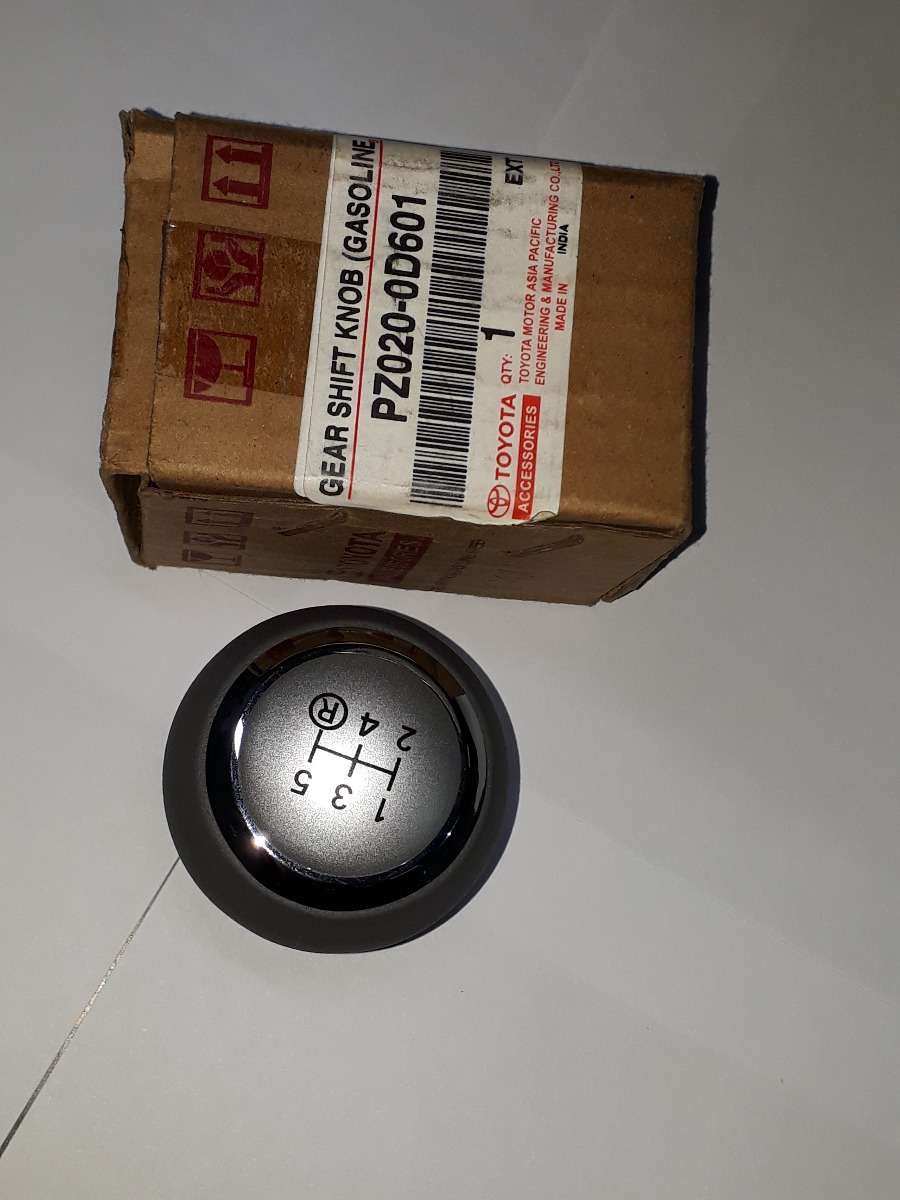 GEAR SHIFT KNOB (GASOLINE
PZ020-0D601
EXT
TOYOTA QTY: 1
ACCESSORIES
TOYOTA MOTOR ASIA PACIFIC
ENGINEERING & MANUFACTURING CO.,LTD
MADE IN INDIA
TOYOTA
1 3 5
2 4 R